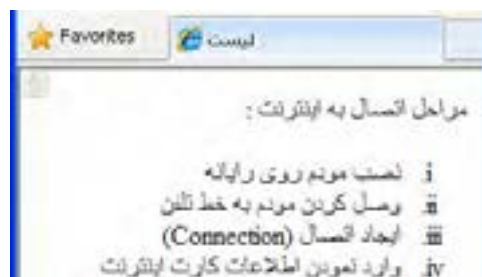 Favorites
لیست
مراحل اتصال به اینترنت :
i. نصب مودم روی رایانه
ii. وصل کردن مودم به خط تلفن
iii. ایجاد اتصال (Connection)
iv. وارد نمودن اطلاعات کارت اینترنت